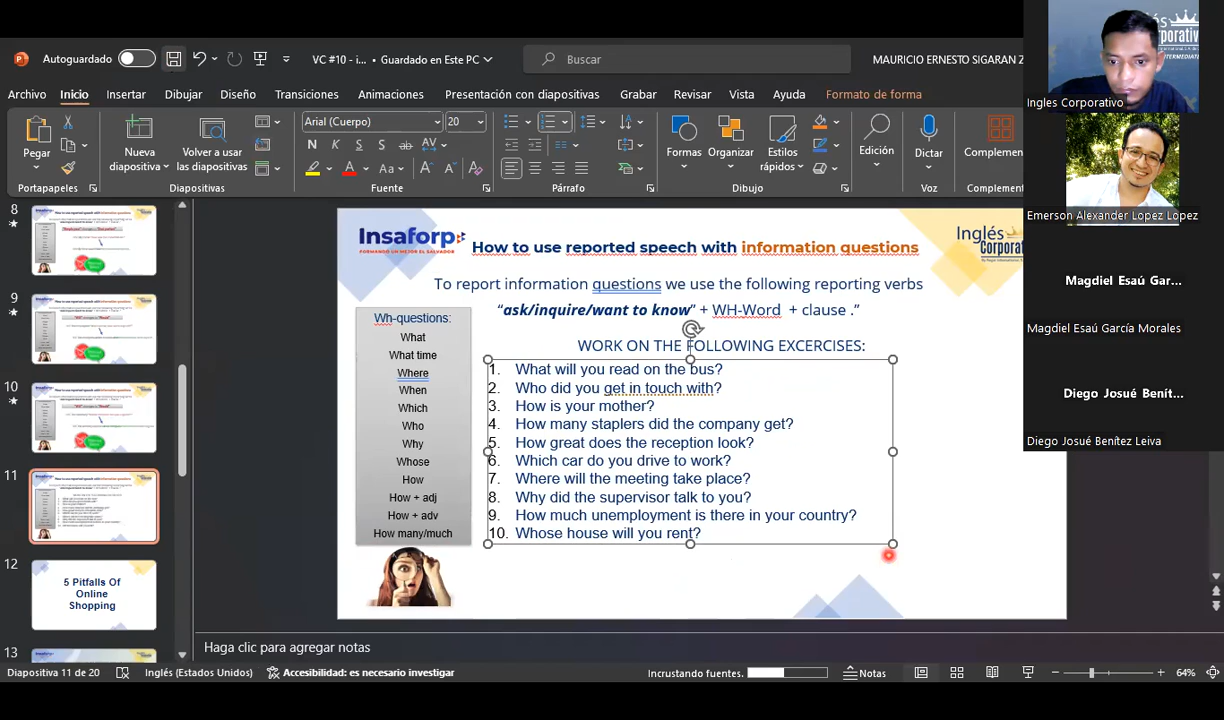 Autoguardado
VC #10 - i... • Guardado en Este PC
Buscar
MAURICIO ERNESTO SIGARAN Z
Archivo Inicio Insertar Dibujar Diseño Transiciones Animaciones Presentación con diapositivas Grabar Revisar Vista Ayuda Formato de forma
Arial (Cuerpo) 20
Pegar
Nueva diapositiva
Volver a usar las diapositivas
N K S S AV Aa A A A
Formas
Organizar
Estilos rápidos
Edición
Dictar
Complemen
Portapapeles Diapositivas Fuente Párrafo Dibujo Voz Complement
8
9
10
11
12
5 Pitfalls Of
Online
Shopping
13
Insaforp
FORMANDO UN MEJOR EL SALVADOR
How to use reported speech with information questions
Inglés
Corporativ
To report information questions we use the following reporting verbs
“ask/inquire/want to know” + WH-Word + clause .”
Wh-questions:
What
What time
Where
When
Which
Who
Why
Whose
How
How + adj
How + adv
How many/much
WORK ON THE FOLLOWING EXCERCISES:
1. What will you read on the bus?
2. Who did you get in touch with?
3. How is your mother?
4. How many staplers did the company get?
5. How great does the reception look?
6. Which car do you drive to work?
7. Where will the meeting take place?
8. Why did the supervisor talk to you?
9. How much unemployment is there in your country?
10. Whose house will you rent?
Haga clic para agregar notas
Diapositiva 11 de 20 Inglés (Estados Unidos) Accesibilidad: es necesario investigar Incrustando fuentes. Notas 64%
Ingles Corporativo
Emerson Alexander Lopez López
Magdiel Esaú Gar...
Magdiel Esaú García Morales
Diego Josué Benít...
Diego Josué Benítez Leiva